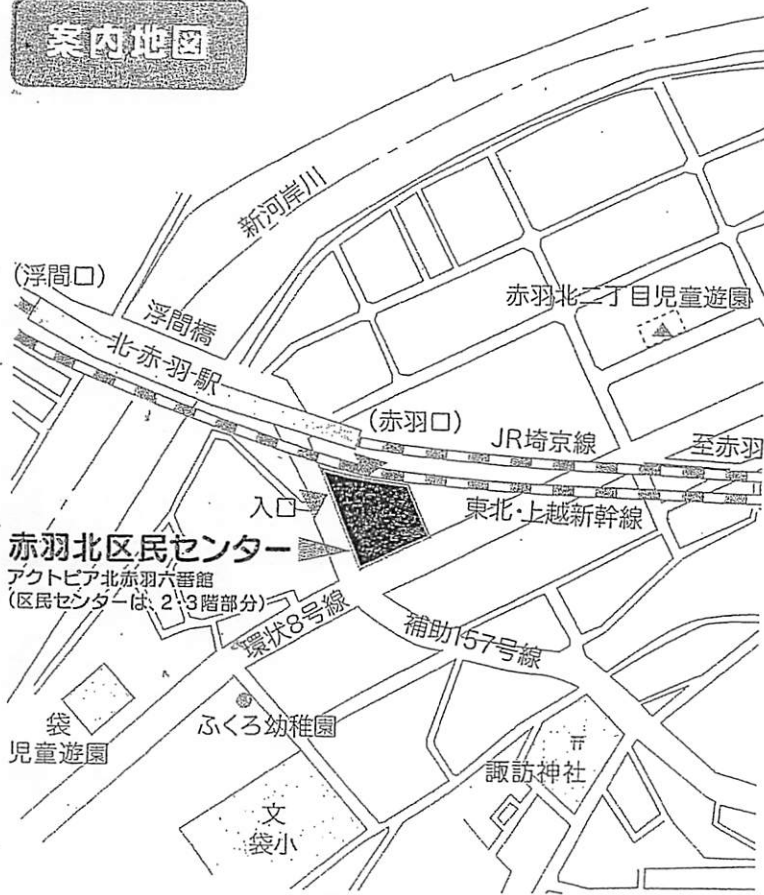 案内地図
新河岸川
(浮間口)
浮間橋
赤羽北二丁目児童遊園
北赤羽駅
(赤羽口)
JR埼京線
至赤羽
入口
東北・上越新幹線
赤羽北区民センター
アクトピア北赤羽六番館
(区民センターは、2・3階部分)
環状8号線
補助157号線
袋
児童遊園
ふくろ幼稚園
諏訪神社
文
袋小